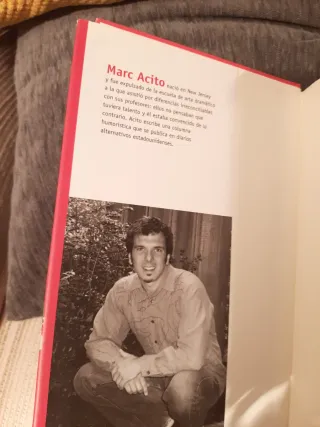 Marc Acito nació en New Jersey
y fue expulsado de la escuela de arte dramático
a la que asistió por diferencias irreconciliables
con sus profesores: ellos no pensaban que
tuviera talento y él estaba convencido de lo
contrario. Acito escribe una columna
humorística que se publica en diarios
alternativos estadounidenses.